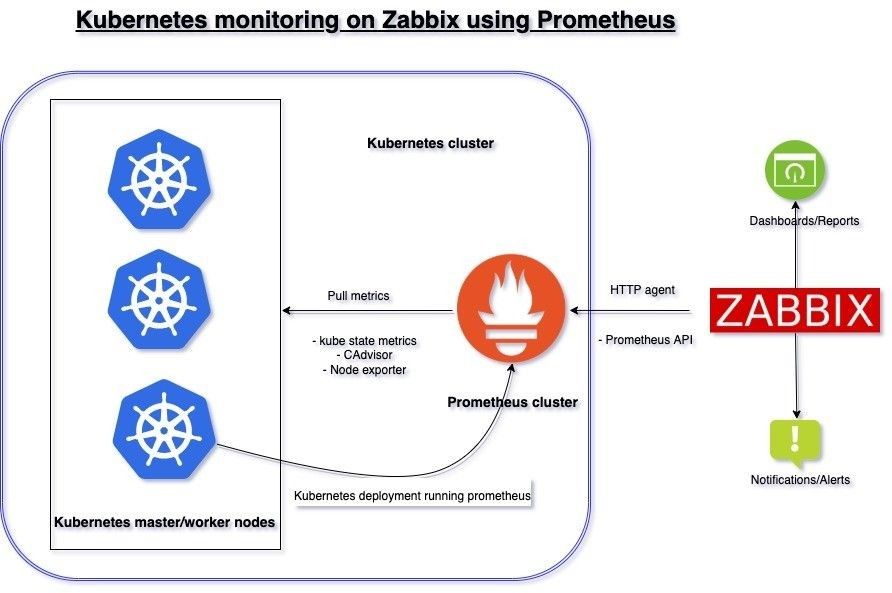 Kubernetes monitoring on Zabbix using Prometheus
Kubernetes cluster
Dashboards/Reports
Pull metrics
HTTP agent
ZABBIX
- kube state metrics
- CAdvisor
- Node exporter
- Prometheus API
Prometheus cluster
Notifications/Alerts
Kubernetes deployment running prometheus
Kubernetes master/worker nodes